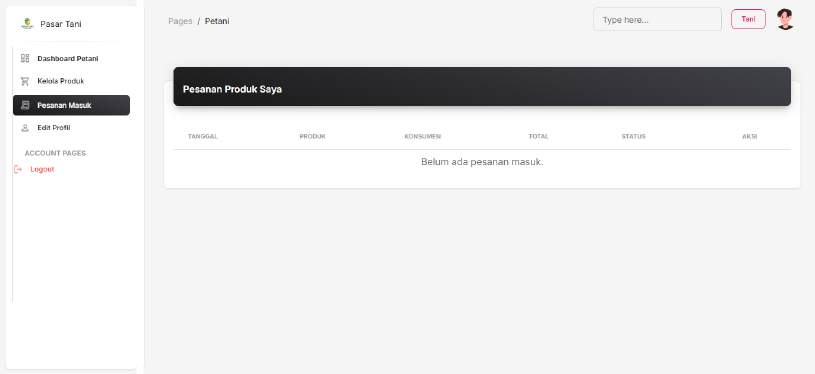 Pasar Tani
Dashboard Petani
Kelola Produk
Pesanan Masuk
Edit Profil
ACCOUNT PAGES
Logout
Pages / Petani
Type here...
Tani
Pesanan Produk Saya
TANGGAL PRODUK KONSUMEN TOTAL STATUS AKSI
Belum ada pesanan masuk.